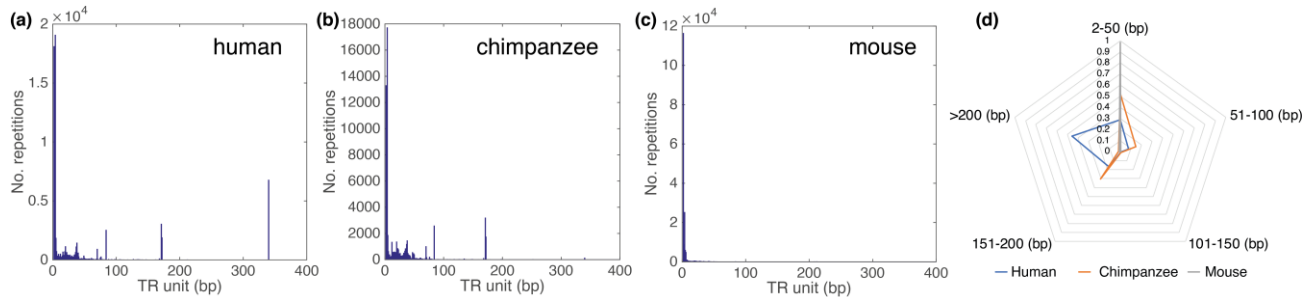 (a)
2 ×10⁴
1.5
1
0.5
0
0 100 200 300 400
No. repetitions
TR unit (bp)
human
(b)
18000
16000
14000
12000
10000
8000
6000
4000
2000
0
0 100 200 300 400
No. repetitions
TR unit (bp)
chimpanzee
(c)
12 ×10⁴
10
8
6
4
2
0
0 100 200 300 400
No. repetitions
TR unit (bp)
mouse
(d)
2-50 (bp)
1
0.9
0.8
0.7
0.6
0.5
0.4
0.3
0.2
0.1
0
>200 (bp)
51-100 (bp)
151-200 (bp)
101-150 (bp)
Human Chimpanzee Mouse